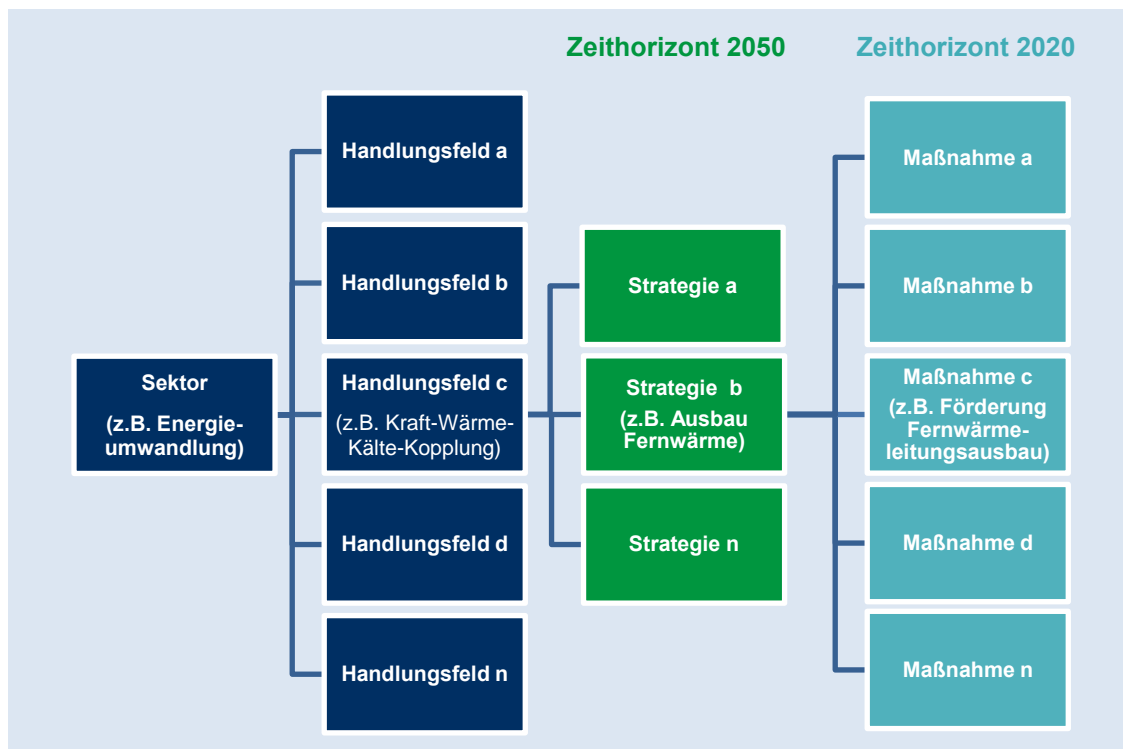 Zeithorizont 2050
Zeithorizont 2020
Sektor
(z.B. Energie-
umwandlung)
Handlungsfeld a
Handlungsfeld b
Handlungsfeld c
(z.B. Kraft-Wärme-
Kälte-Kopplung)
Handlungsfeld d
Handlungsfeld n
Strategie a
Strategie b
(z.B. Ausbau
Fernwärme)
Strategie n
Maßnahme a
Maßnahme b
Maßnahme c
(z.B. Förderung
Fernwärme-
leitungsausbau)
Maßnahme d
Maßnahme n